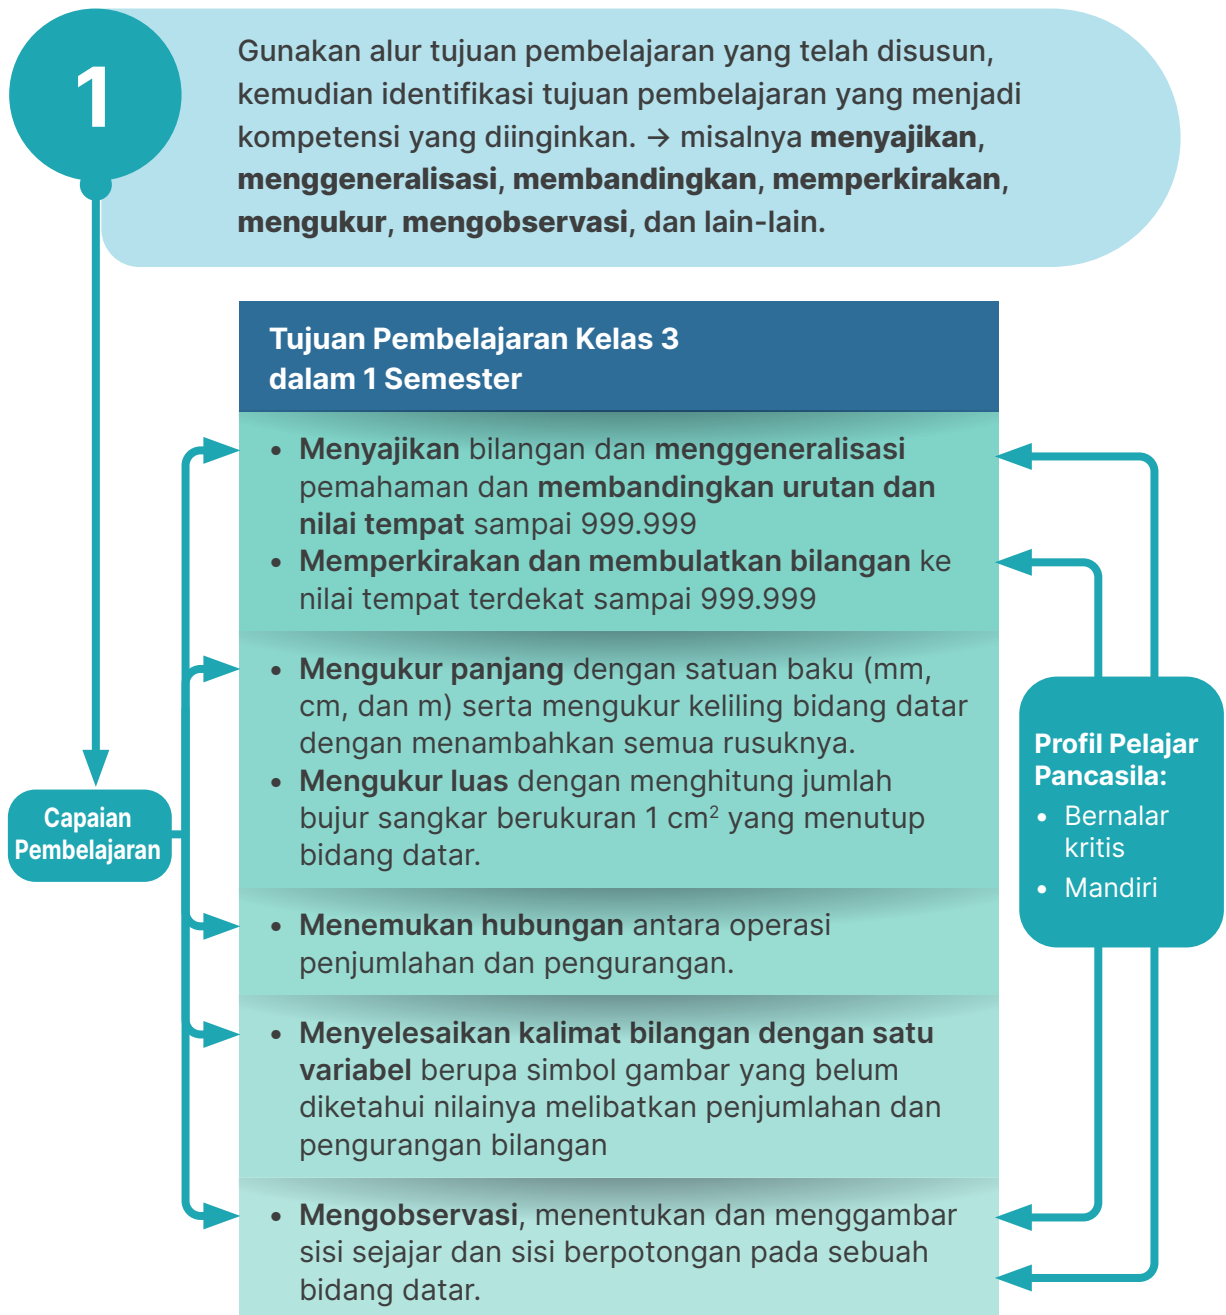 1
Gunakan alur tujuan pembelajaran yang telah disusun,
kemudian identifikasi tujuan pembelajaran yang menjadi
kompetensi yang diinginkan. → misalnya menyajikan,
menggeneralisasi, membandingkan, memperkirakan,
mengukur, mengobservasi, dan lain-lain.
Tujuan Pembelajaran Kelas 3
dalam 1 Semester
• Menyajikan bilangan dan menggeneralisasi
pemahaman dan membandingkan urutan dan
nilai tempat sampai 999.999
• Memperkirakan dan membulatkan bilangan ke
nilai tempat terdekat sampai 999.999
• Mengukur panjang dengan satuan baku (mm,
cm, dan m) serta mengukur keliling bidang datar
dengan menambahkan semua rusuknya.
• Mengukur luas dengan menghitung jumlah
bujur sangkar berukuran 1 cm² yang menutup
bidang datar.
• Menemukan hubungan antara operasi
penjumlahan dan pengurangan.
• Menyelesaikan kalimat bilangan dengan satu
variabel berupa simbol gambar yang belum
diketahui nilainya melibatkan penjumlahan dan
pengurangan bilangan
• Mengobservasi, menentukan dan menggambar
sisi sejajar dan sisi berpotongan pada sebuah
bidang datar.
Capaian
Pembelajaran
Profil Pelajar
Pancasila:
• Bernalar
kritis
• Mandiri